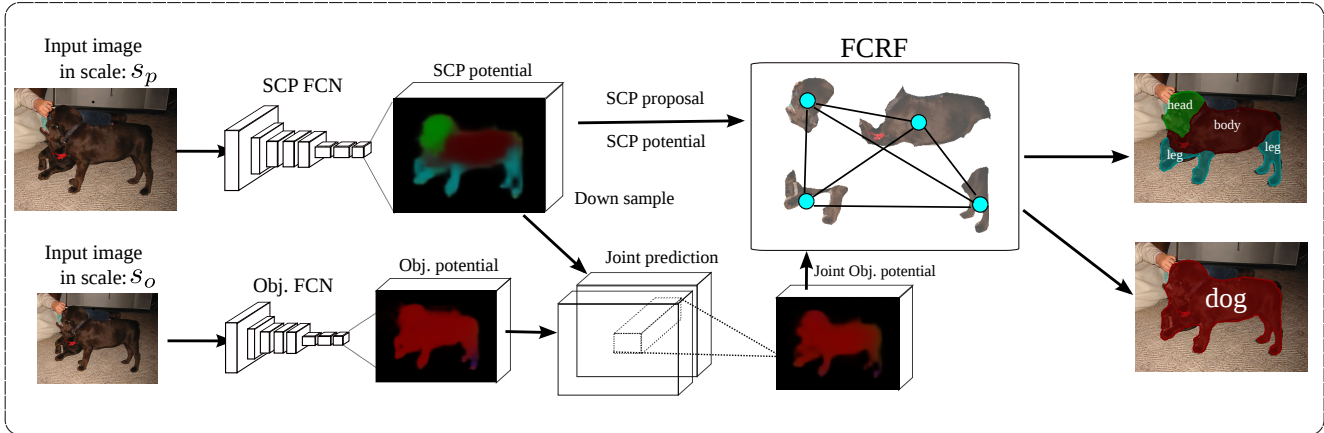 Input image
in scale: s_p
SCP FCN
SCP potential
SCP proposal
SCP potential
Down sample
FCRF
head
body
leg
leg
Input image
in scale: s_o
Obj. FCN
Obj. potential
Joint prediction
Joint Obj. potential
dog